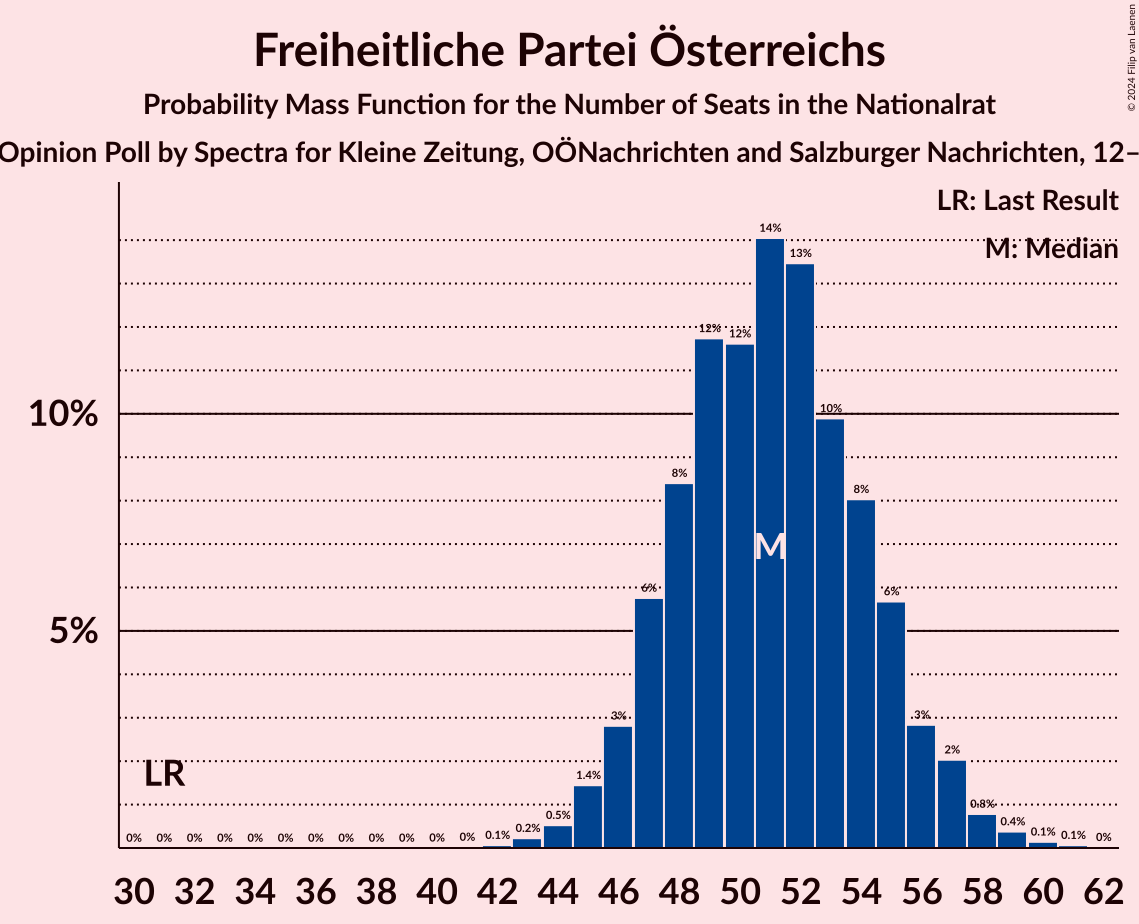 © 2024 Filip van Laenen
Freiheitliche Partei Österreichs
Probability Mass Function for the Number of Seats in the Nationalrat
Opinion Poll by Spectra for Kleine Zeitung, OÖNachrichten and Salzburger Nachrichten, 12–
LR: Last Result
M: Median
14%
13%
12% 12%
10%
10%
8%
8%
M
6% 6%
5%
3% 3%
2%
LR
1.4%
0.8%
0.5%
0.4%
0.2%
0% 0% 0% 0% 0% 0% 0% 0% 0% 0% 0% 0% 0.1% 0.1% 0.1% 0%
30 32 34 36 38 40 42 44 46 48 50 52 54 56 58 60 62